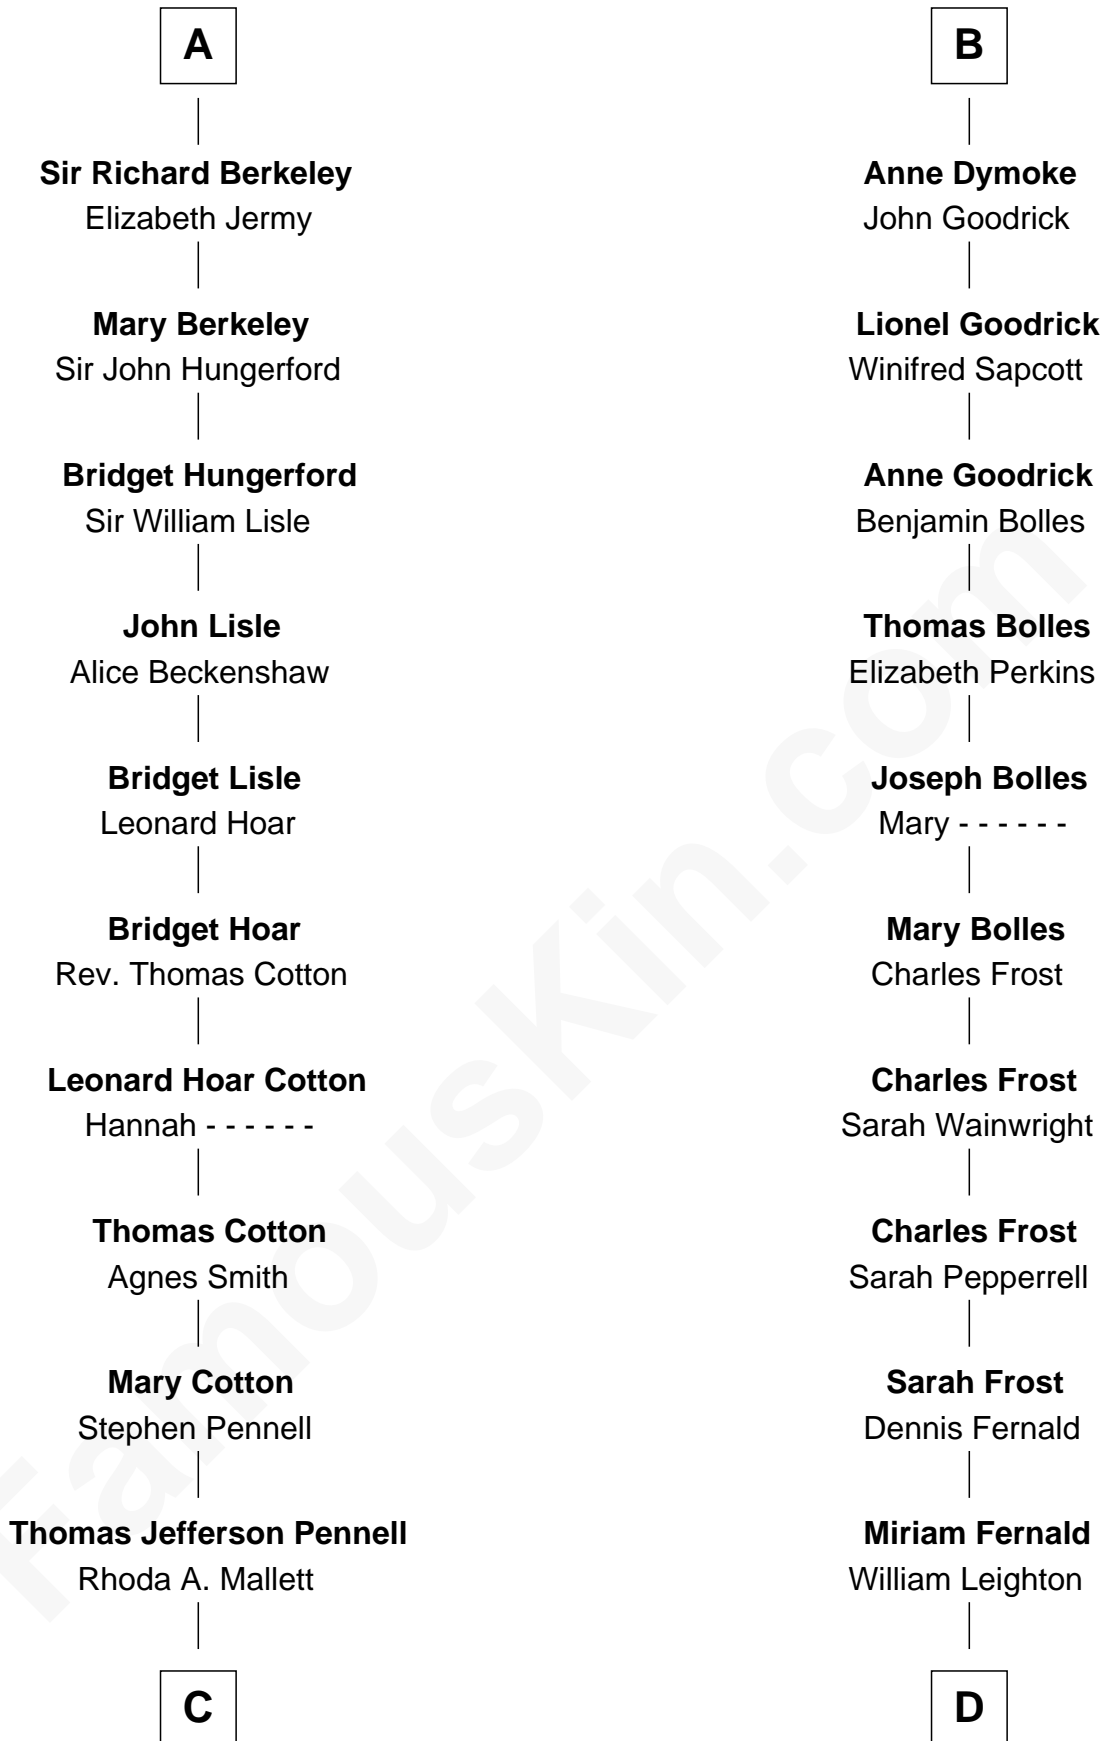 A
Sir Richard Berkeley
Elizabeth Jermy
Mary Berkeley
Sir John Hungerford
Bridget Hungerford
Sir William Lisle
John Lisle
Alice Beckenshaw
Bridget Lisle
Leonard Hoar
Bridget Hoar
Rev. Thomas Cotton
Leonard Hoar Cotton
Hannah - - - - - -
Thomas Cotton
Agnes Smith
Mary Cotton
Stephen Pennell
Thomas Jefferson Pennell
Rhoda A. Mallett
C
B
Anne Dymoke
John Goodrick
Lionel Goodrick
Winifred Sapcott
Anne Goodrick
Benjamin Bolles
Thomas Bolles
Elizabeth Perkins
Joseph Bolles
Mary - - - - - -
Mary Bolles
Charles Frost
Charles Frost
Sarah Wainwright
Charles Frost
Sarah Pepperrell
Sarah Frost
Dennis Fernald
Miriam Fernald
William Leighton
D
FamousKin.com